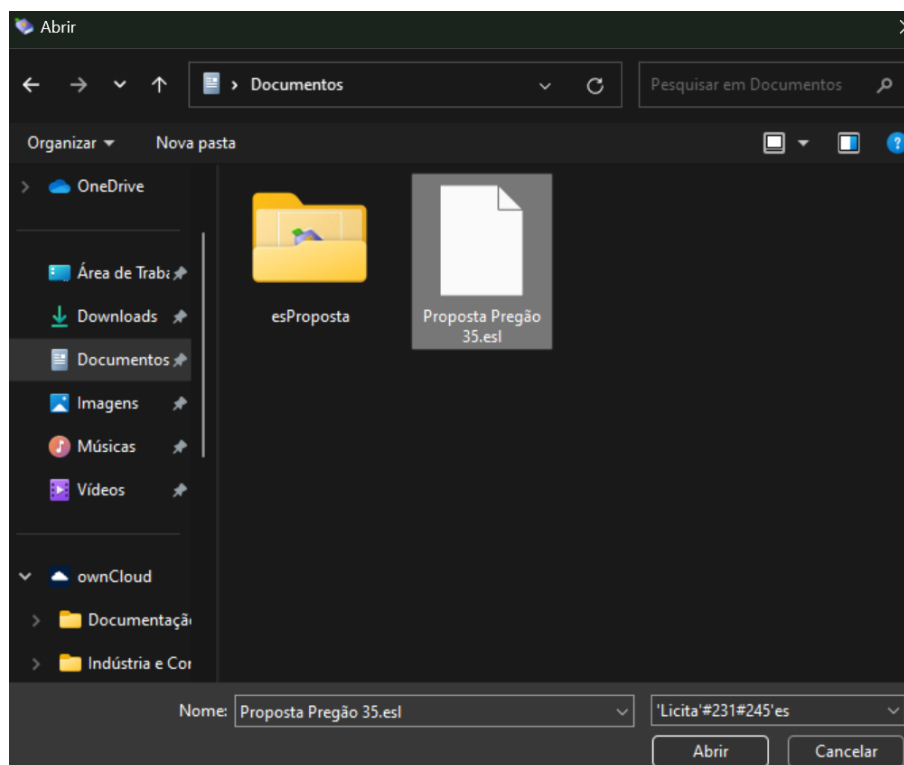 Abrir
Documentos
Pesquisar em Documentos
Organizar
Nova pasta
OneDrive
Área de Traba
Downloads
Documentos
Imagens
Músicas
Vídeos
ownCloud
Documentaçã
Indústria e Cor
esProposta
Proposta Pregão
35.esl
Nome:
Proposta Pregão 35.esl
'Licita'#231#245'es
Abrir
Cancelar